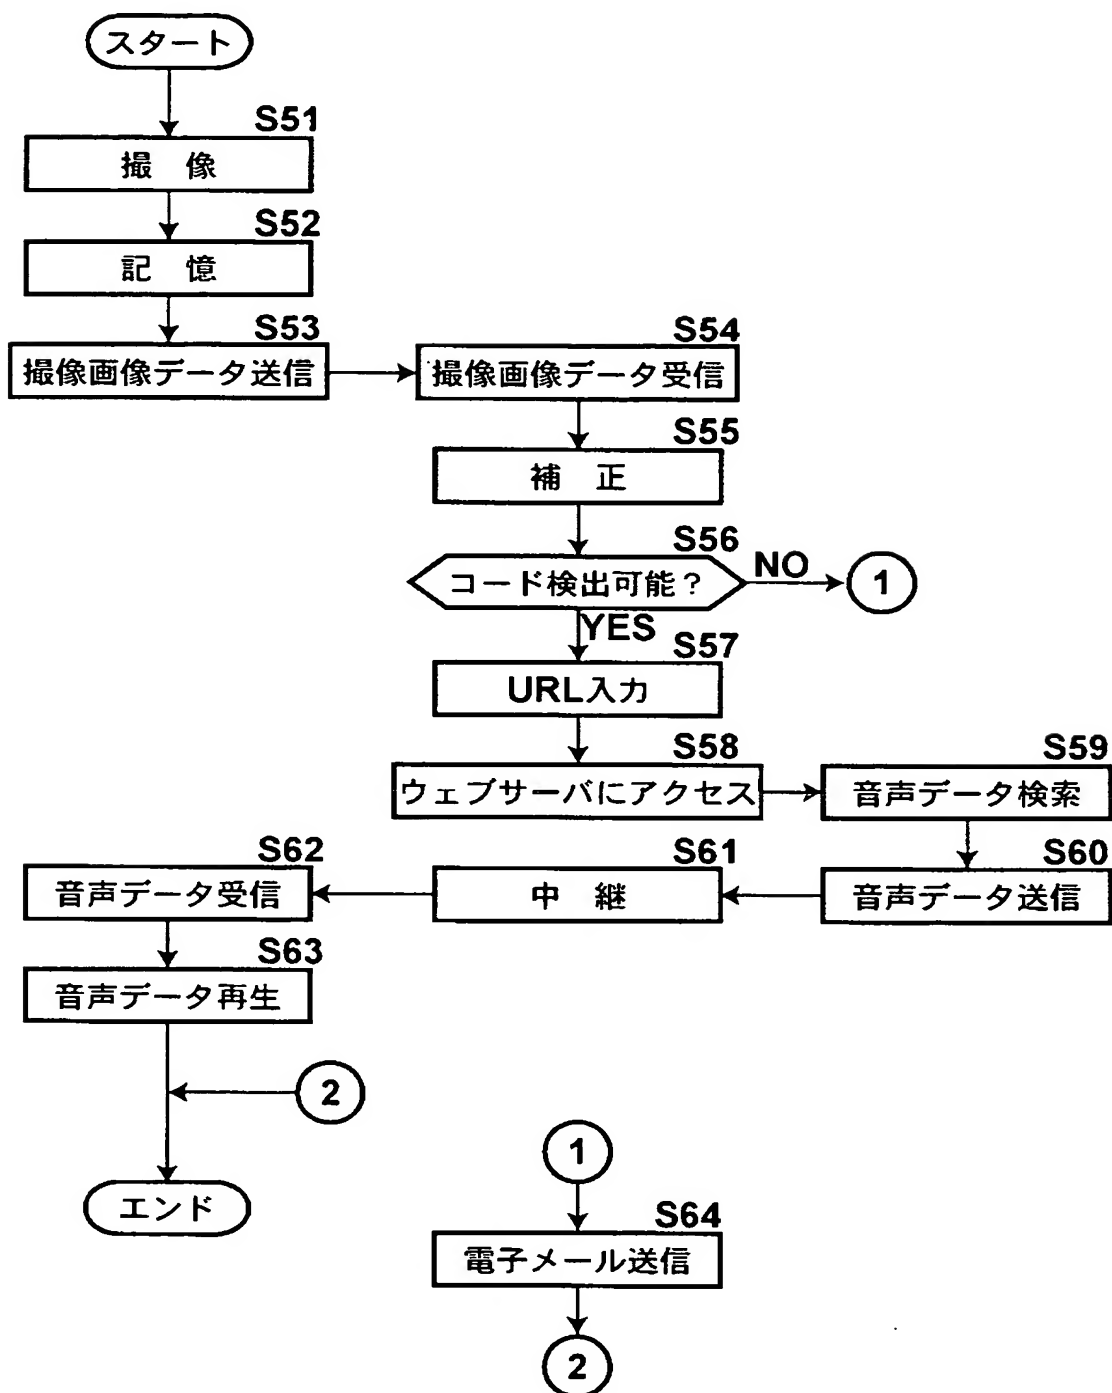 スタート
S51
撮 像
S52
記 憶
S53
撮像画像データ送信
S54
撮像画像データ受信
S55
補 正
S56
コード検出可能？
NO
1
YES
S57
URL入力
S58
ウェブサーバにアクセス
S59
音声データ検索
S60
音声データ送信
S61
中 継
S62
音声データ受信
S63
音声データ再生
2
エンド
1
S64
電子メール送信
2